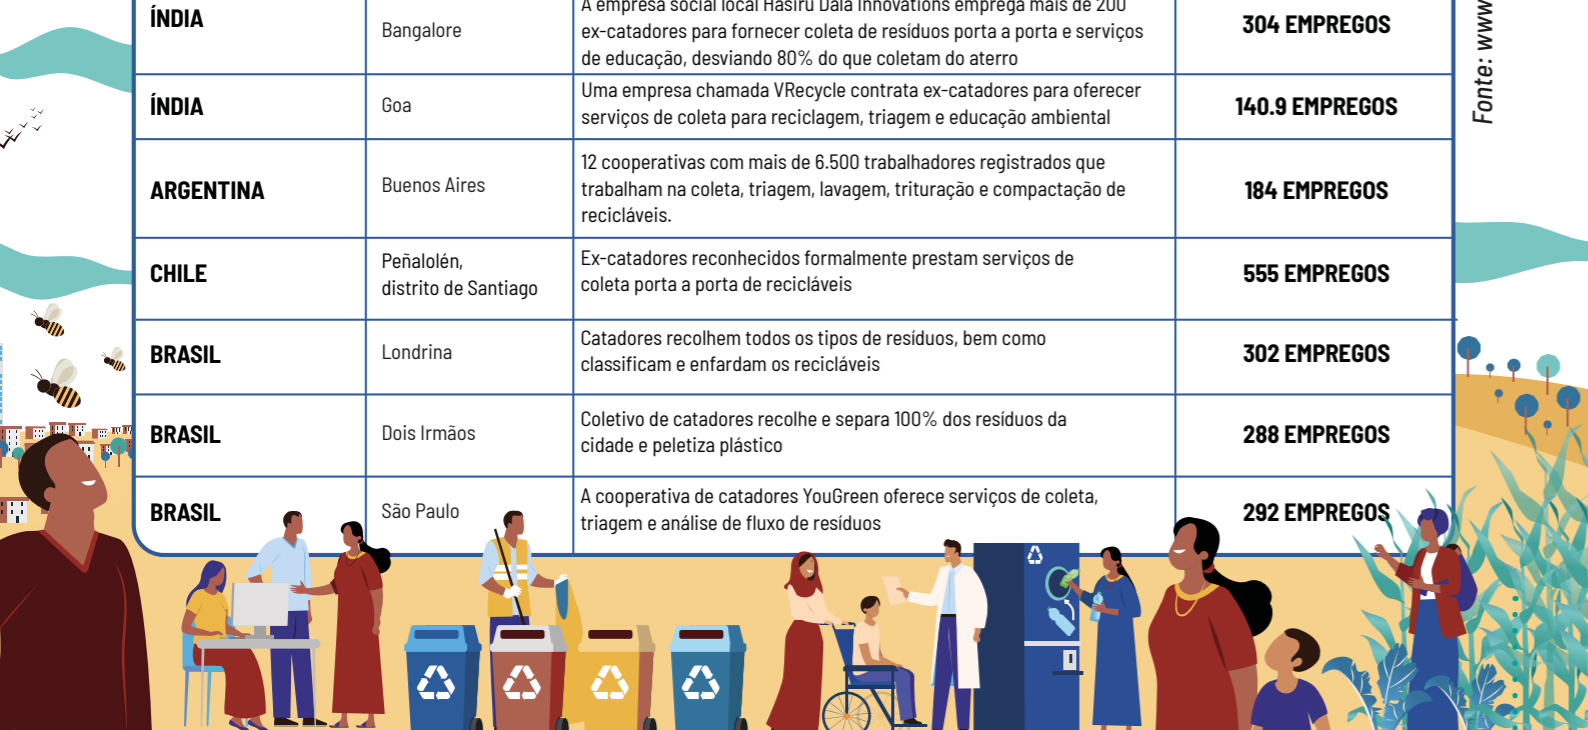 ÍNDIA
Bangalore
A empresa social local Hasiru Dala Innovations emprega mais de 200
ex-catadores para fornecer coleta de resíduos porta a porta e serviços
de educação, desviando 80% do que coletam do aterro
304 EMPREGOS
ÍNDIA
Goa
Uma empresa chamada VRecycle contrata ex-catadores para oferecer
serviços de coleta para reciclagem, triagem e educação ambiental
140.9 EMPREGOS
ARGENTINA
Buenos Aires
12 cooperativas com mais de 6.500 trabalhadores registrados que
trabalham na coleta, triagem, lavagem, trituração e compactação de
recicláveis.
184 EMPREGOS
CHILE
Peñalolén,
distrito de Santiago
Ex-catadores reconhecidos formalmente prestam serviços de
coleta porta a porta de recicláveis
555 EMPREGOS
BRASIL
Londrina
Catadores recolhem todos os tipos de resíduos, bem como
classificam e enfardam os recicláveis
302 EMPREGOS
BRASIL
Dois Irmãos
Coletivo de catadores recolhe e separa 100% dos resíduos da
cidade e peletiza plástico
288 EMPREGOS
BRASIL
São Paulo
A cooperativa de catadores YouGreen oferece serviços de coleta,
triagem e análise de fluxo de resíduos
292 EMPREGOS
Fonte: www